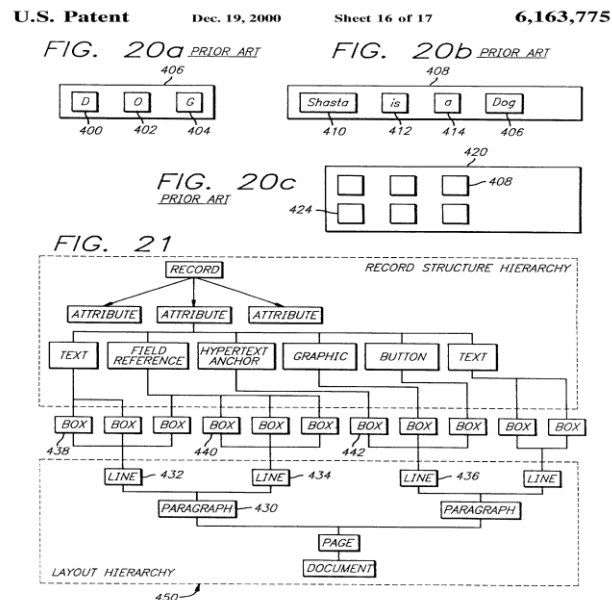 U.S. Patent Dec. 19, 2000 Sheet 16 of 17 6,163,775
FIG. 20a PRIOR ART FIG. 20b PRIOR ART
406 408
D O G Shasta is a Dog
400 402 404 410 412 414 406
420
FIG. 20c
PRIOR ART
408
424
FIG. 21
RECORD RECORD STRUCTURE HIERARCHY
ATTRIBUTE ATTRIBUTE ATTRIBUTE
TEXT FIELD REFERENCE HYPERTEXT ANCHOR GRAPHIC BUTTON TEXT
BOX BOX BOX BOX BOX BOX BOX BOX BOX BOX BOX
438 440 442
LINE 432 LINE 434 LINE 436 LINE
PARAGRAPH 430 PARAGRAPH
PAGE
DOCUMENT
LAYOUT HIERARCHY
450